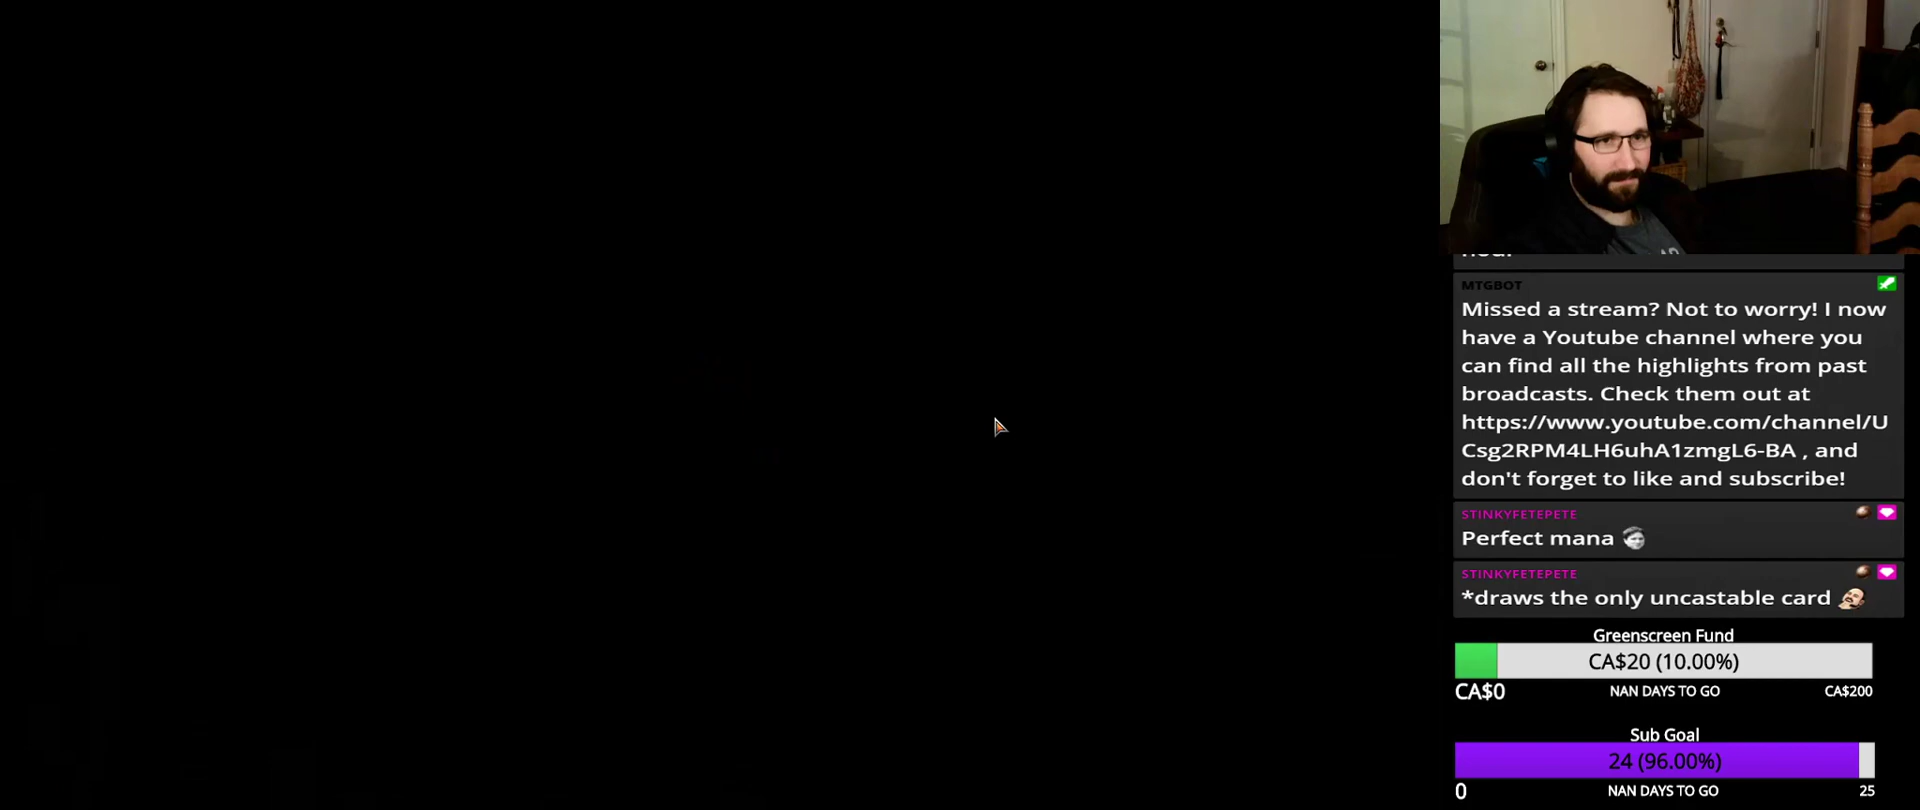 MTGBOT
Missed a stream? Not to worry! I now
have a Youtube channel where you
can find all the highlights from past
broadcasts. Check them out at
https://www.youtube.com/channel/U
Csg2RPM4LH6uhA1zmgL6-BA , and
don't forget to like and subscribe!
STINKYFETEPETE
Perfect mana
STINKYFETEPETE
*draws the only uncastable card
Greenscreen Fund
CA$20 (10.00%)
CA$0 NAN DAYS TO GO CA$200
Sub Goal
24 (96.00%)
0 NAN DAYS TO GO 25